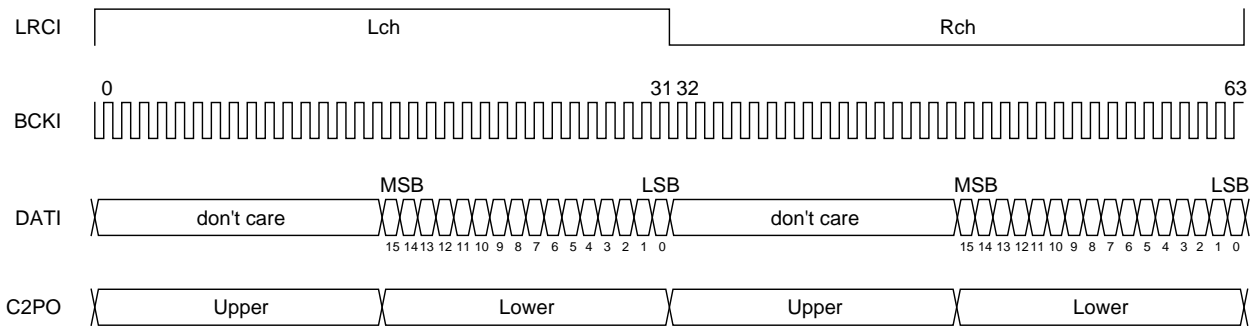 LRCI Lch Rch
0 31 32 63
BCKI
MSB LSB MSB LSB
DATI don't care don't care
15 14 13 12 11 10 9 8 7 6 5 4 3 2 1 0 15 14 13 12 11 10 9 8 7 6 5 4 3 2 1 0
C2PO Upper Lower Upper Lower